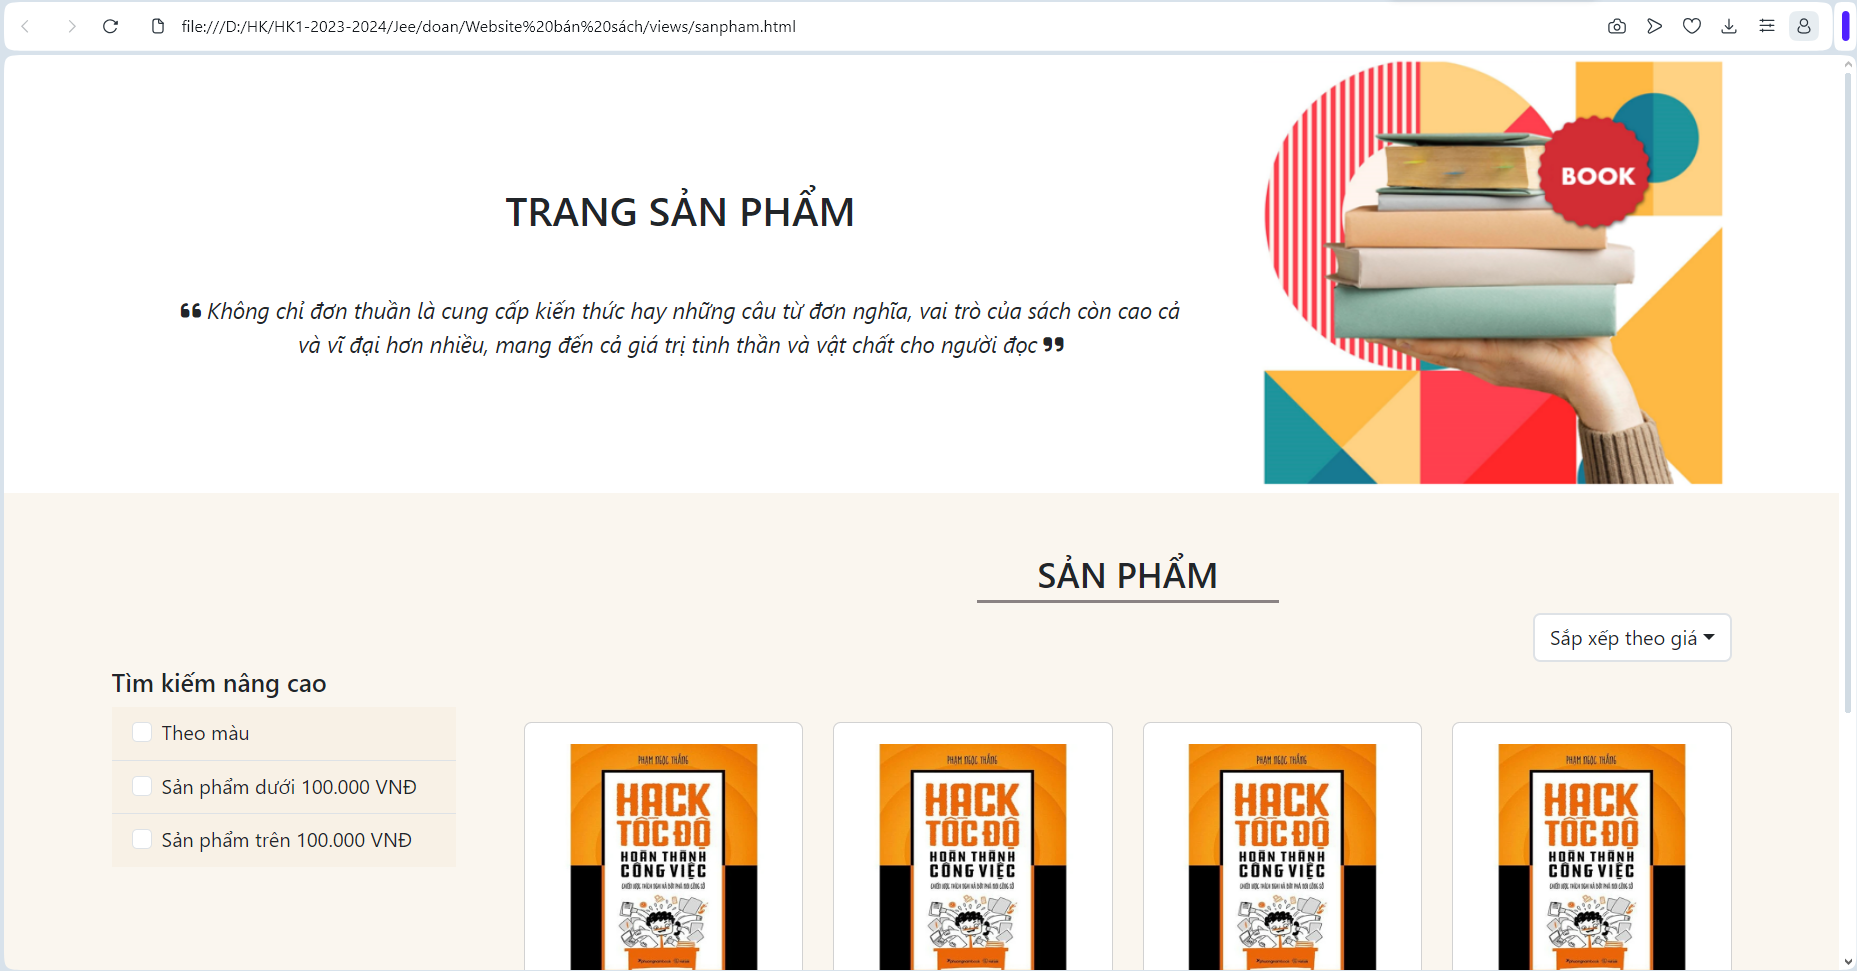 file:///D:/HK/HK1-2023-2024/Jee/doan/Website%20bán%20sách/views/sanpham.html
BOOK
TRANG SẢN PHẨM
❝ Không chỉ đơn thuần là cung cấp kiến thức hay những câu từ đơn nghĩa, vai trò của sách còn cao cả
và vĩ đại hơn nhiều, mang đến cả giá trị tinh thần và vật chất cho người đọc ❞
SẢN PHẨM
Sắp xếp theo giá
Tìm kiếm nâng cao
Theo màu
Sản phẩm dưới 100.000 VNĐ
Sản phẩm trên 100.000 VNĐ
PHẠM NGỌC THẮNG
HACK
TỐC ĐỘ
HOÀN THÀNH
CÔNG VIỆC
PHẠM NGỌC THẮNG
HACK
TỐC ĐỘ
HOÀN THÀNH
CÔNG VIỆC
PHẠM NGỌC THẮNG
HACK
TỐC ĐỘ
HOÀN THÀNH
CÔNG VIỆC
PHẠM NGỌC THẮNG
HACK
TỐC ĐỘ
HOÀN THÀNH
CÔNG VIỆC